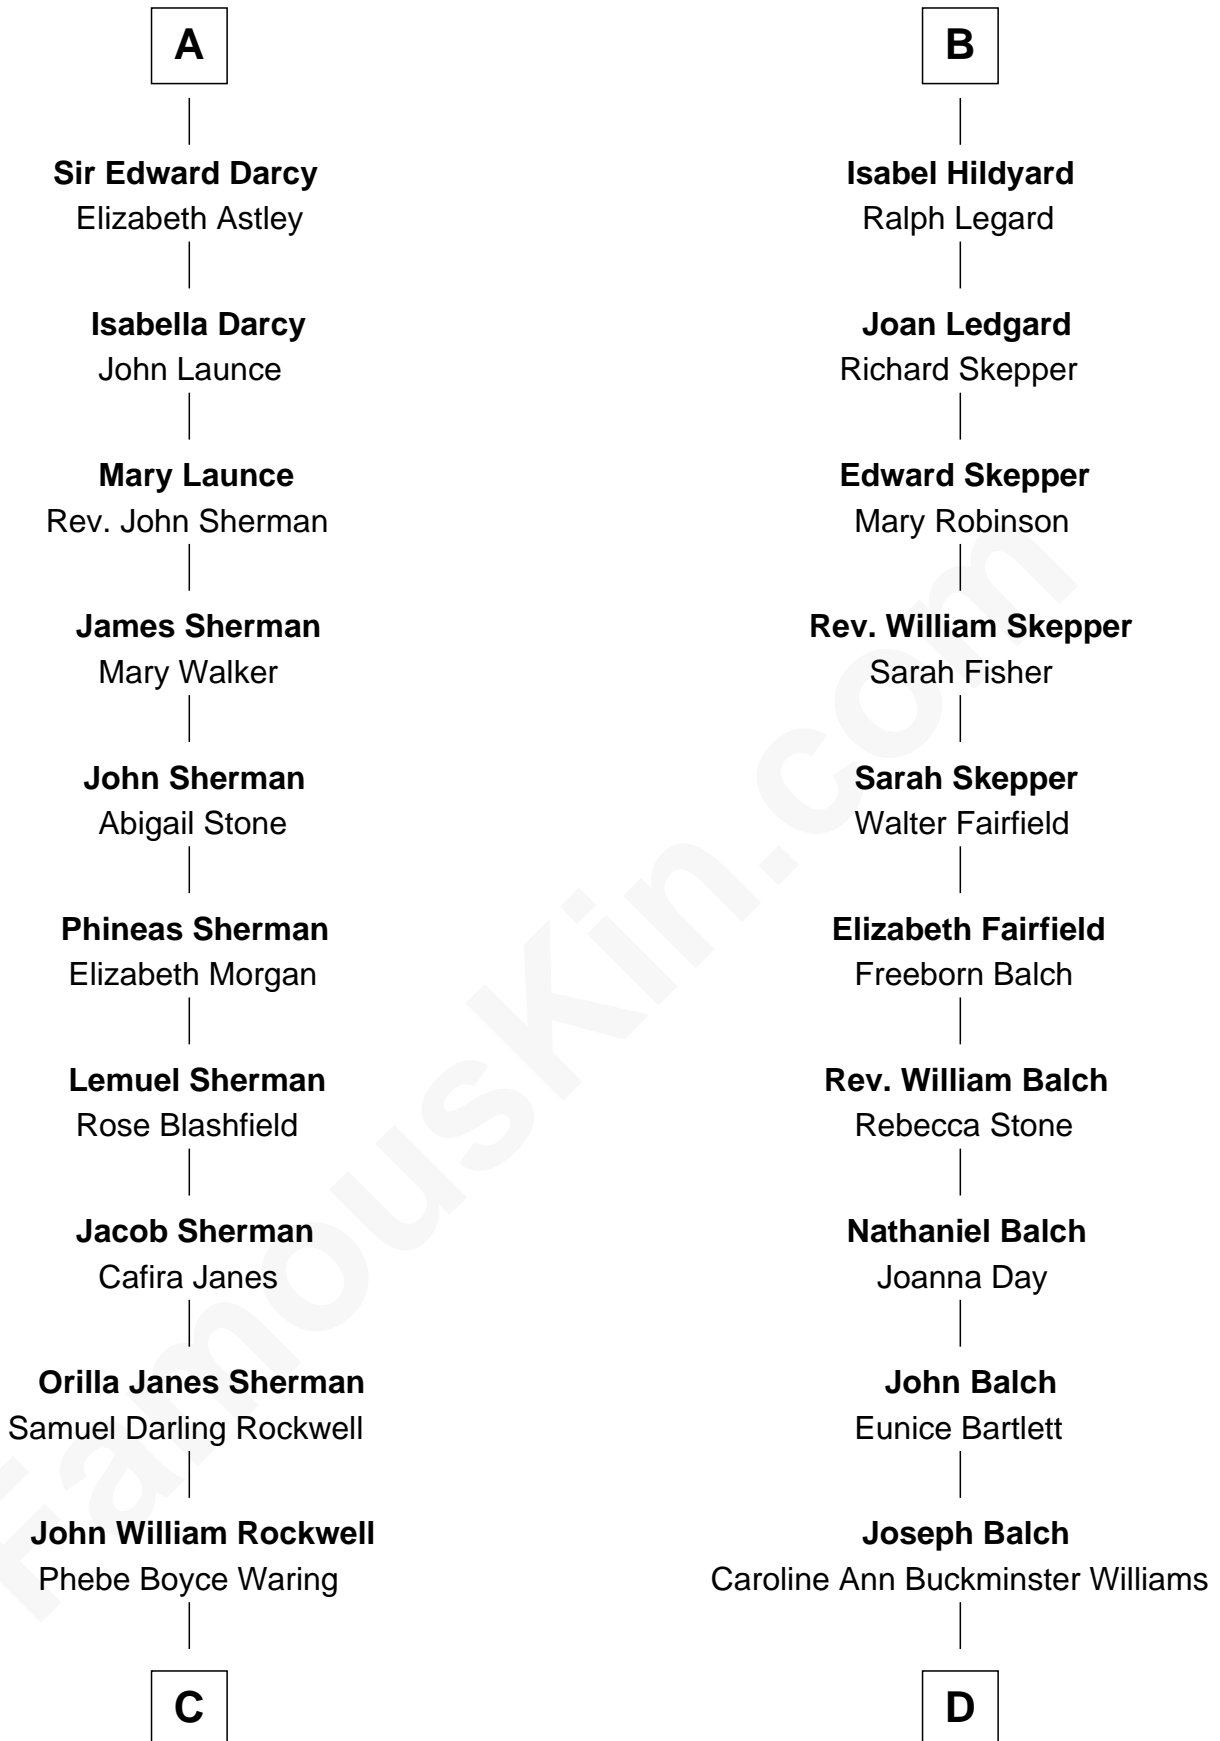 A
Sir Edward Darcy
Elizabeth Astley
Isabella Darcy
John Launce
Mary Launce
Rev. John Sherman
James Sherman
Mary Walker
John Sherman
Abigail Stone
Phineas Sherman
Elizabeth Morgan
Lemuel Sherman
Rose Blashfield
Jacob Sherman
Cafira Janes
Orilla Janes Sherman
Samuel Darling Rockwell
John William Rockwell
Phebe Boyce Waring
C
B
Isabel Hildyard
Ralph Legard
Joan Ledgard
Richard Skepper
Edward Skepper
Mary Robinson
Rev. William Skepper
Sarah Fisher
Sarah Skepper
Walter Fairfield
Elizabeth Fairfield
Freeborn Balch
Rev. William Balch
Rebecca Stone
Nathaniel Balch
Joanna Day
John Balch
Eunice Bartlett
Joseph Balch
Caroline Ann Buckminster Williams
D
FamousKin.com